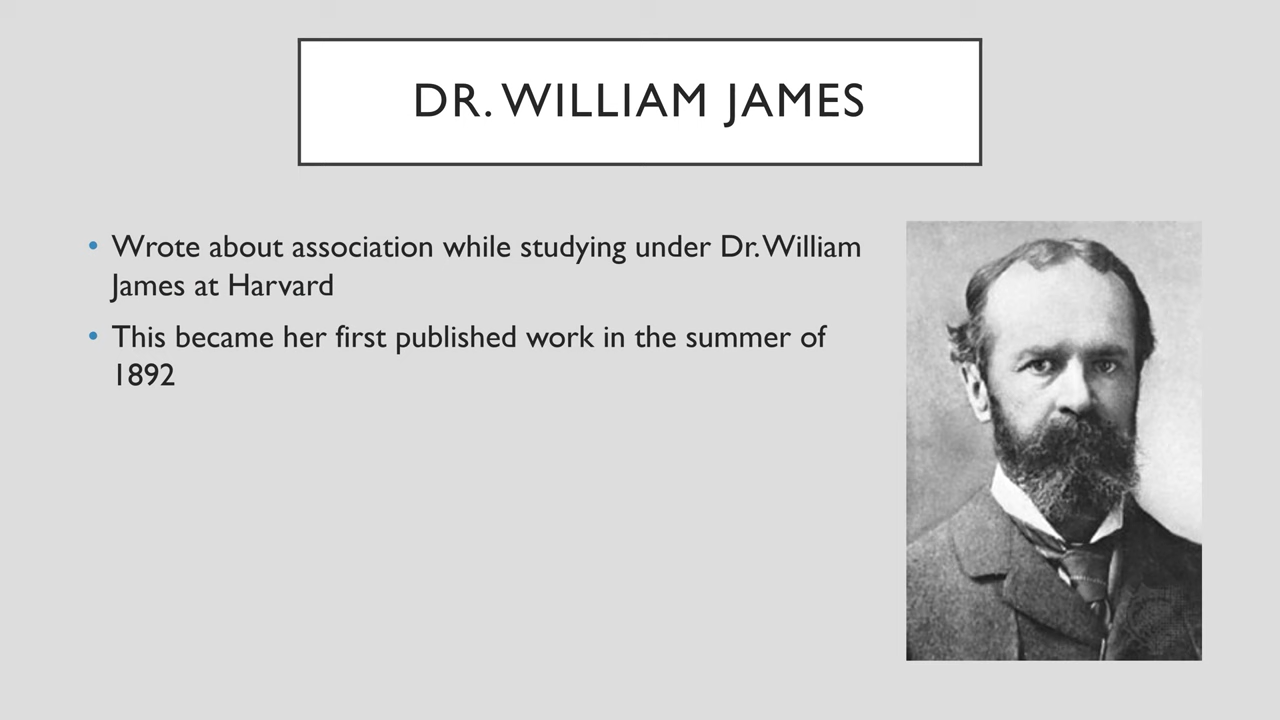 DR. WILLIAM JAMES
• Wrote about association while studying under Dr. William
James at Harvard
• This became her first published work in the summer of
1892